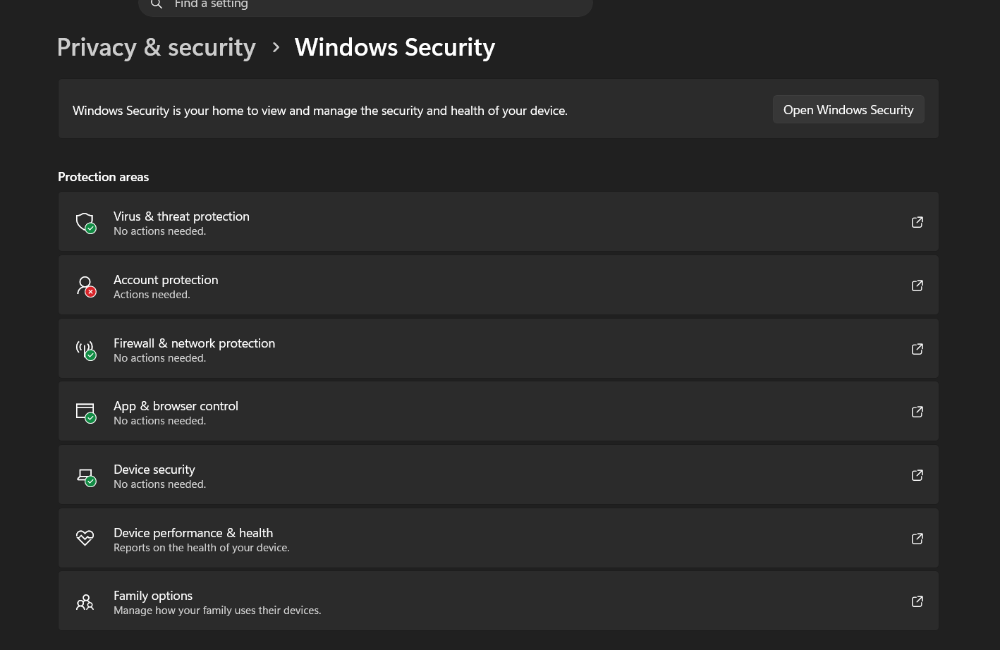 Find a setting
Privacy & security > Windows Security
Windows Security is your home to view and manage the security and health of your device.
Open Windows Security
Protection areas
Virus & threat protection
No actions needed.
Account protection
Actions needed.
Firewall & network protection
No actions needed.
App & browser control
No actions needed.
Device security
No actions needed.
Device performance & health
Reports on the health of your device.
Family options
Manage how your family uses their devices.